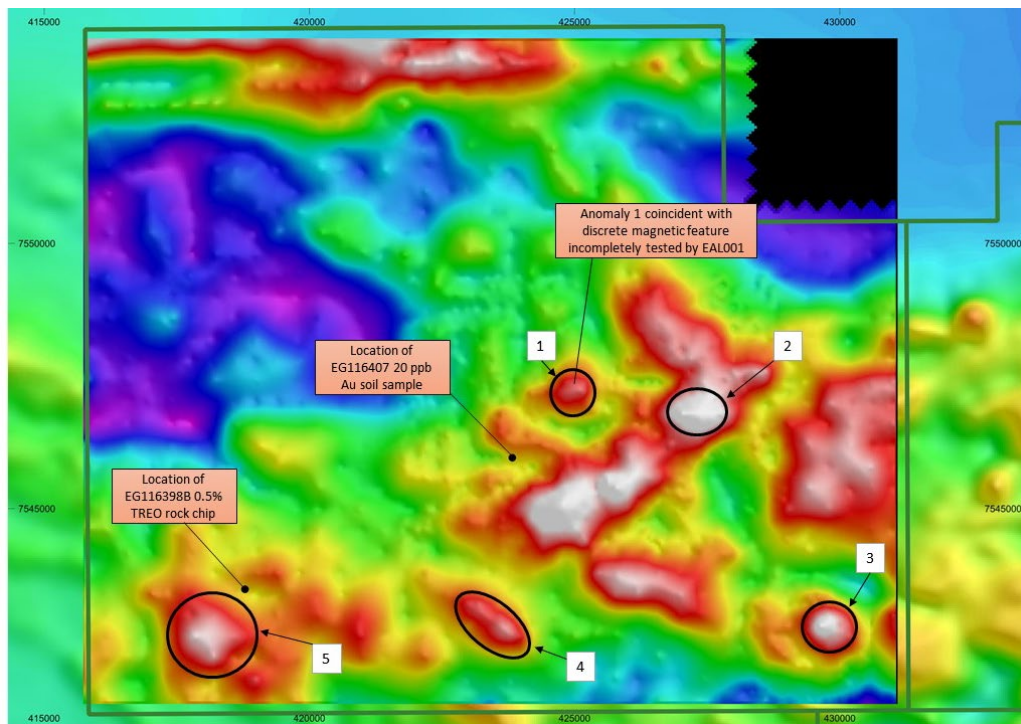 415000
420000
425000
430000
Anomaly 1 coincident with
discrete magnetic feature
incompletely tested by EAL001
7550000
7550000
1
2
Location of
EG116407 20 ppb
Au soil sample
Location of
EG116398B 0.5%
TREO rock chip
7545000
7545000
3
5
4
415000
420000
425000
430000